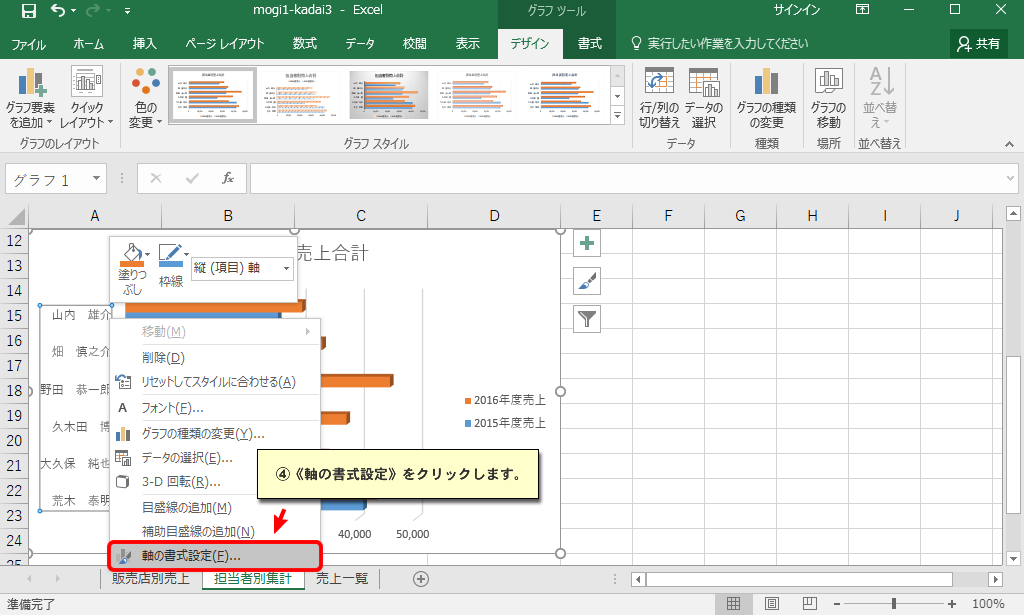 mogi1-kadai3 - Excel
グラフ ツール
サインイン
ファイル
ホーム
挿入
ページ レイアウト
数式
データ
校閲
表示
デザイン
書式
実行したい作業を入力してください
共有
グラフ要素
を追加
クイック
レイアウト
色の
変更
行/列の
切り替え
データの
選択
グラフの種類
の変更
グラフの
移動
並べ替
え
グラフのレイアウト
グラフ スタイル
データ
種類
場所
並べ替え
グラフ 1
fx
A B C D E F G H I J
12
13
14
15
16
17
18
19
20
21
22
23
24
25
売上合計
塗りつ
ぶし
枠線
縦 (項目) 軸
山内 雄介
畑 慎之介
野田 恭一郎
久木田 博
大久保 純也
荒木 泰明
移動(M)
削除(D)
リセットしてスタイルに合わせる(A)
フォント(F)...
グラフの種類の変更(Y)...
データの選択(E)...
3-D 回転(R)...
目盛線の追加(M)
補助目盛線の追加(N)
軸の書式設定(F)...
2016年度売上
2015年度売上
④《軸の書式設定》をクリックします。
40,000
50,000
販売店別売上
担当者別集計
売上一覧
準備完了
100%